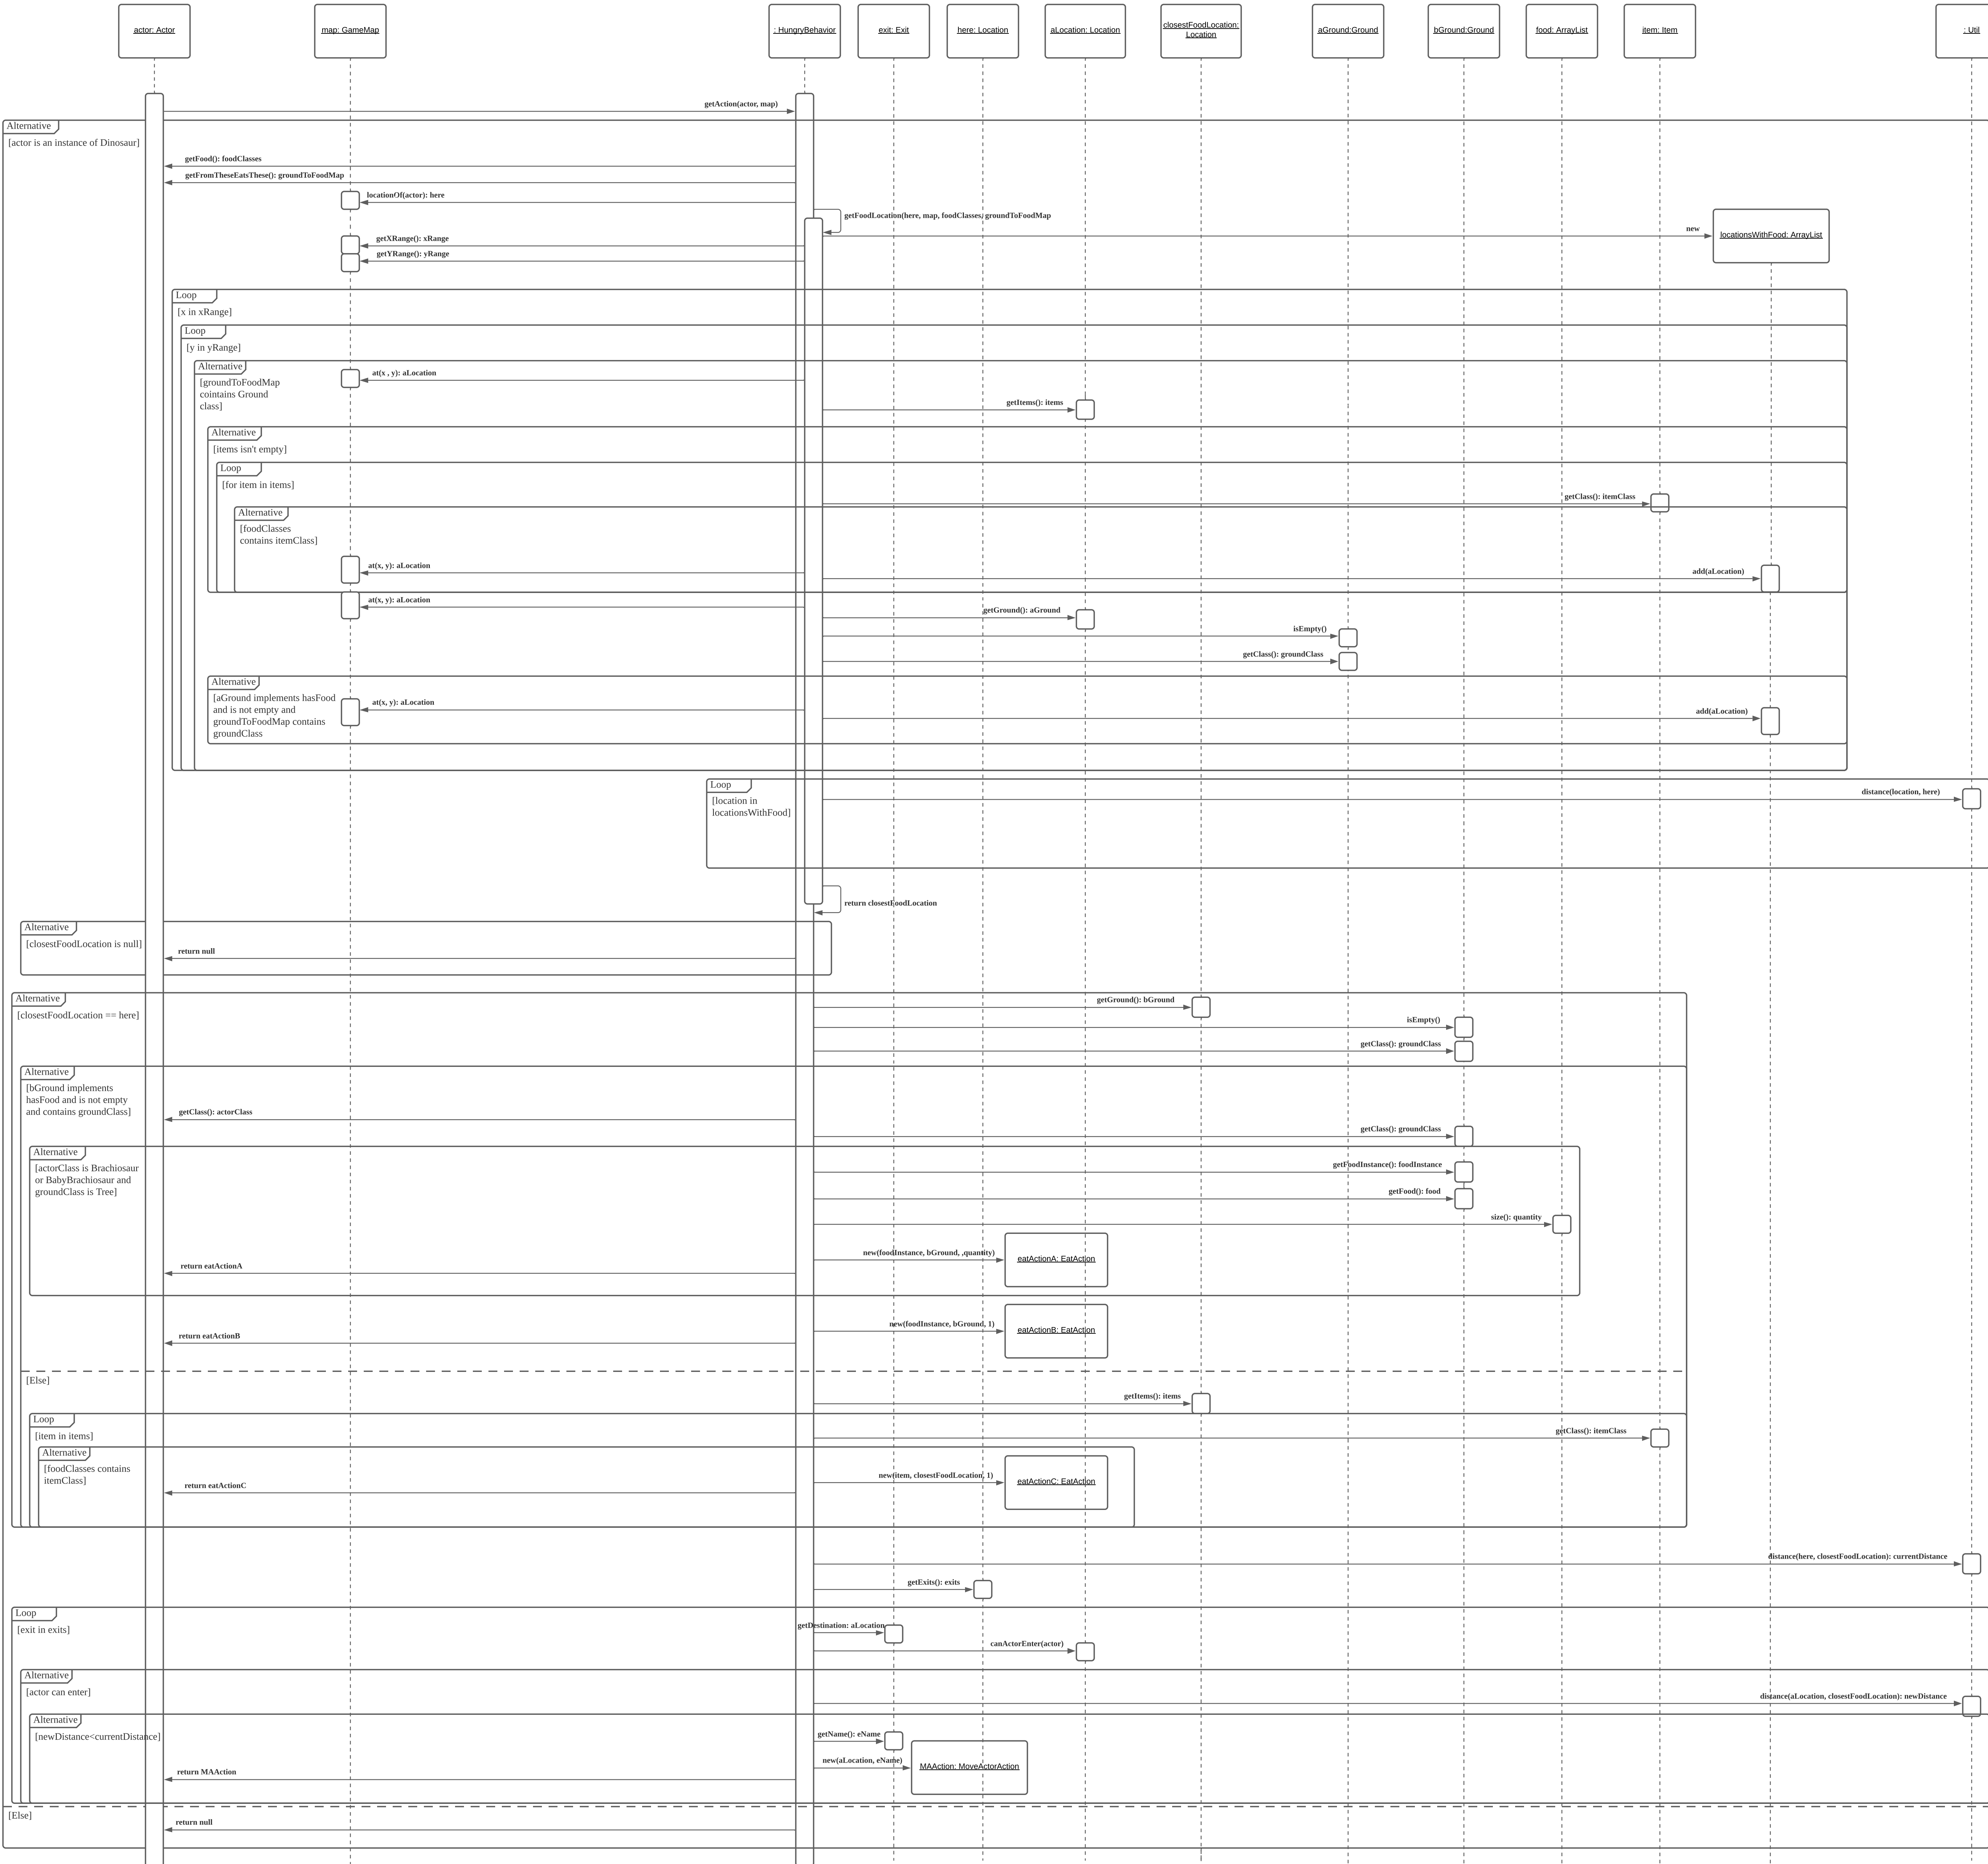 actor: Actor
map: GameMap
: HungryBehavior
exit: Exit
here: Location
aLocation: Location
closestFoodLocation:
Location
aGround:Ground
bGround:Ground
food: ArrayList
item: Item
: Util
getAction(actor, map)
Alternative
[actor is an instance of Dinosaur]
getFood(): foodClasses
getFromTheseEatsThese(): groundToFoodMap
locationOf(actor): here
getFoodLocation(here, map, foodClasses, groundToFoodMap
new
locationsWithFood: ArrayList
getXRange(): xRange
getYRange(): yRange
Loop
[x in xRange]
Loop
[y in yRange]
Alternative
[groundToFoodMap
cointains Ground
class]
at(x , y): aLocation
getItems(): items
Alternative
[items isn't empty]
Loop
[for item in items]
getClass(): itemClass
Alternative
[foodClasses
contains itemClass]
at(x, y): aLocation
add(aLocation)
at(x, y): aLocation
getGround(): aGround
isEmpty()
getClass(): groundClass
Alternative
[aGround implements hasFood
and is not empty and
groundToFoodMap contains
groundClass
at(x, y): aLocation
add(aLocation)
Loop
[location in
locationsWithFood]
distance(location, here)
return closestFoodLocation
Alternative
[closestFoodLocation is null]
return null
Alternative
[closestFoodLocation == here]
getGround(): bGround
isEmpty()
getClass(): groundClass
Alternative
[bGround implements
hasFood and is not empty
and contains groundClass]
getClass(): actorClass
getClass(): groundClass
Alternative
[actorClass is Brachiosaur
or BabyBrachiosaur and
groundClass is Tree]
getFoodInstance(): foodInstance
getFood(): food
size(): quantity
new(foodInstance, bGround, ,quantity)
eatActionA: EatAction
return eatActionA
new(foodInstance, bGround, 1)
eatActionB: EatAction
return eatActionB
[Else]
getItems(): items
Loop
[item in items]
getClass(): itemClass
Alternative
[foodClasses contains
itemClass]
new(item, closestFoodLocation, 1)
eatActionC: EatAction
return eatActionC
distance(here, closestFoodLocation): currentDistance
getExits(): exits
Loop
[exit in exits]
getDestination: aLocation
canActorEnter(actor)
Alternative
[actor can enter]
distance(aLocation, closestFoodLocation): newDistance
Alternative
[newDistance<currentDistance]
getName(): eName
new(aLocation, eName)
MAAction: MoveActorAction
return MAAction
[Else]
return null